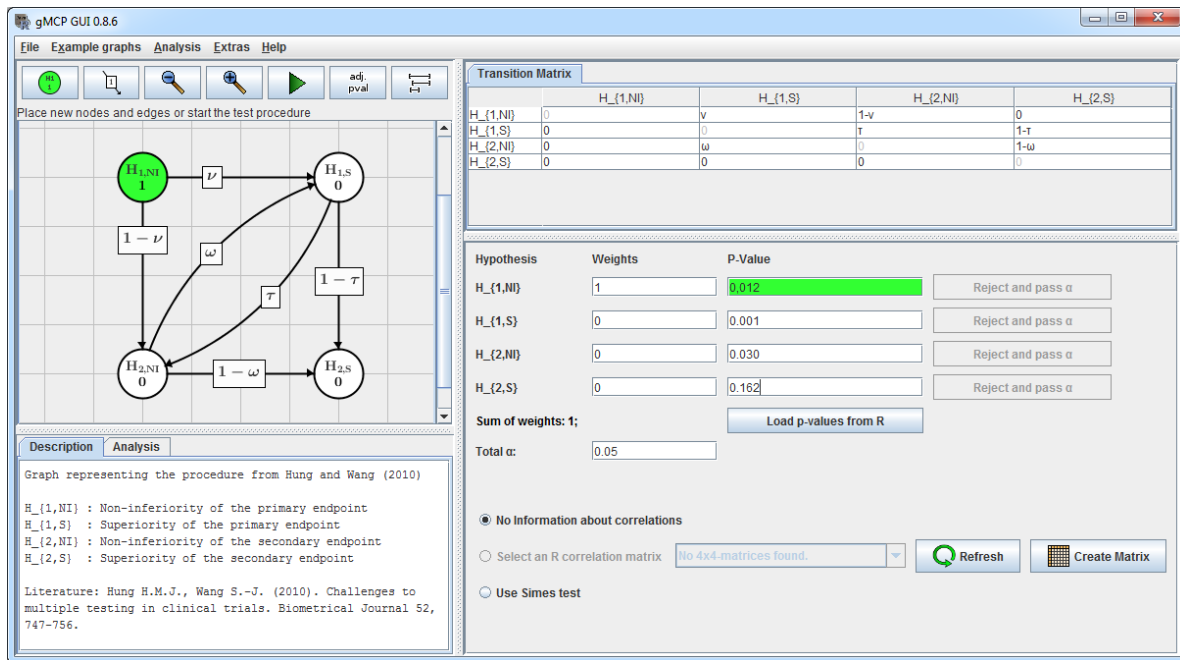 gMCP GUI 0.8.6
File Example graphs Analysis Extras Help
H1
1
1
adj.
pval
Place new nodes and edges or start the test procedure
H1,NI
1
ν
H1,S
0
1 − ν
ω
τ
1 − τ
H2,NI
0
1 − ω
H2,S
0
Description Analysis
Graph representing the procedure from Hung and Wang (2010)
H_{1,NI} : Non-inferiority of the primary endpoint
H_{1,S} : Superiority of the primary endpoint
H_{2,NI} : Non-inferiority of the secondary endpoint
H_{2,S} : Superiority of the secondary endpoint
Literature: Hung H.M.J., Wang S.-J. (2010). Challenges to
multiple testing in clinical trials. Biometrical Journal 52,
747-756.
Transition Matrix
H_{1,NI} H_{1,S} H_{2,NI} H_{2,S}
H_{1,NI} 0 ν 1-ν 0
H_{1,S} 0 0 τ 1-τ
H_{2,NI} 0 ω 0 1-ω
H_{2,S} 0 0 0 0
Hypothesis Weights P-Value
H_{1,NI} 1 0,012 Reject and pass α
H_{1,S} 0 0.001 Reject and pass α
H_{2,NI} 0 0.030 Reject and pass α
H_{2,S} 0 0.162 Reject and pass α
Sum of weights: 1; Load p-values from R
Total α: 0.05
No Information about correlations
Select an R correlation matrix No 4x4-matrices found. Refresh Create Matrix
Use Simes test